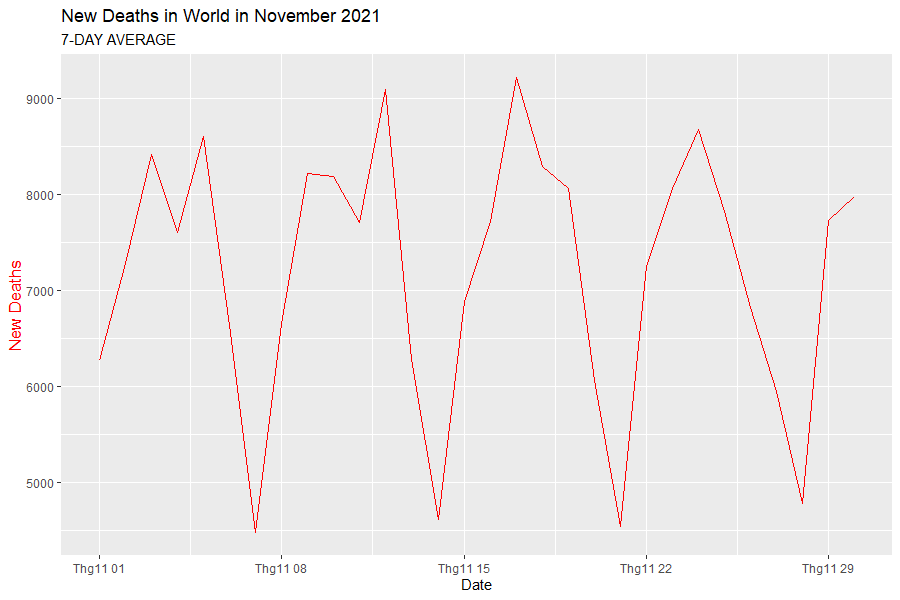 New Deaths in World in November 2021
7-DAY AVERAGE
New Deaths
9000
8000
7000
6000
5000
Thg11 01
Thg11 08
Thg11 15
Thg11 22
Thg11 29
Date